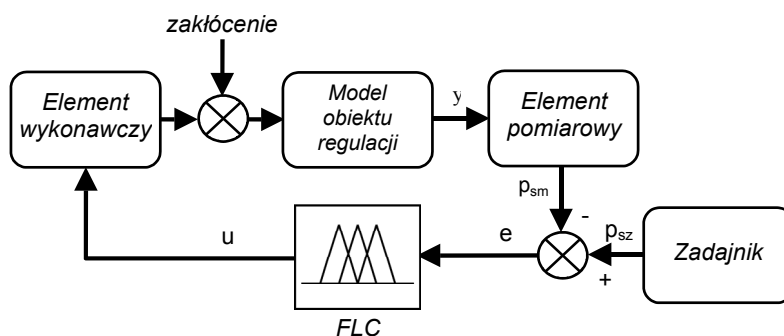 zakłócenie
Element
wykonawczy
Model
obiektu
regulacji
y
Element
pomiarowy
psm
-
u
e
psz
+
Zadajnik
FLC